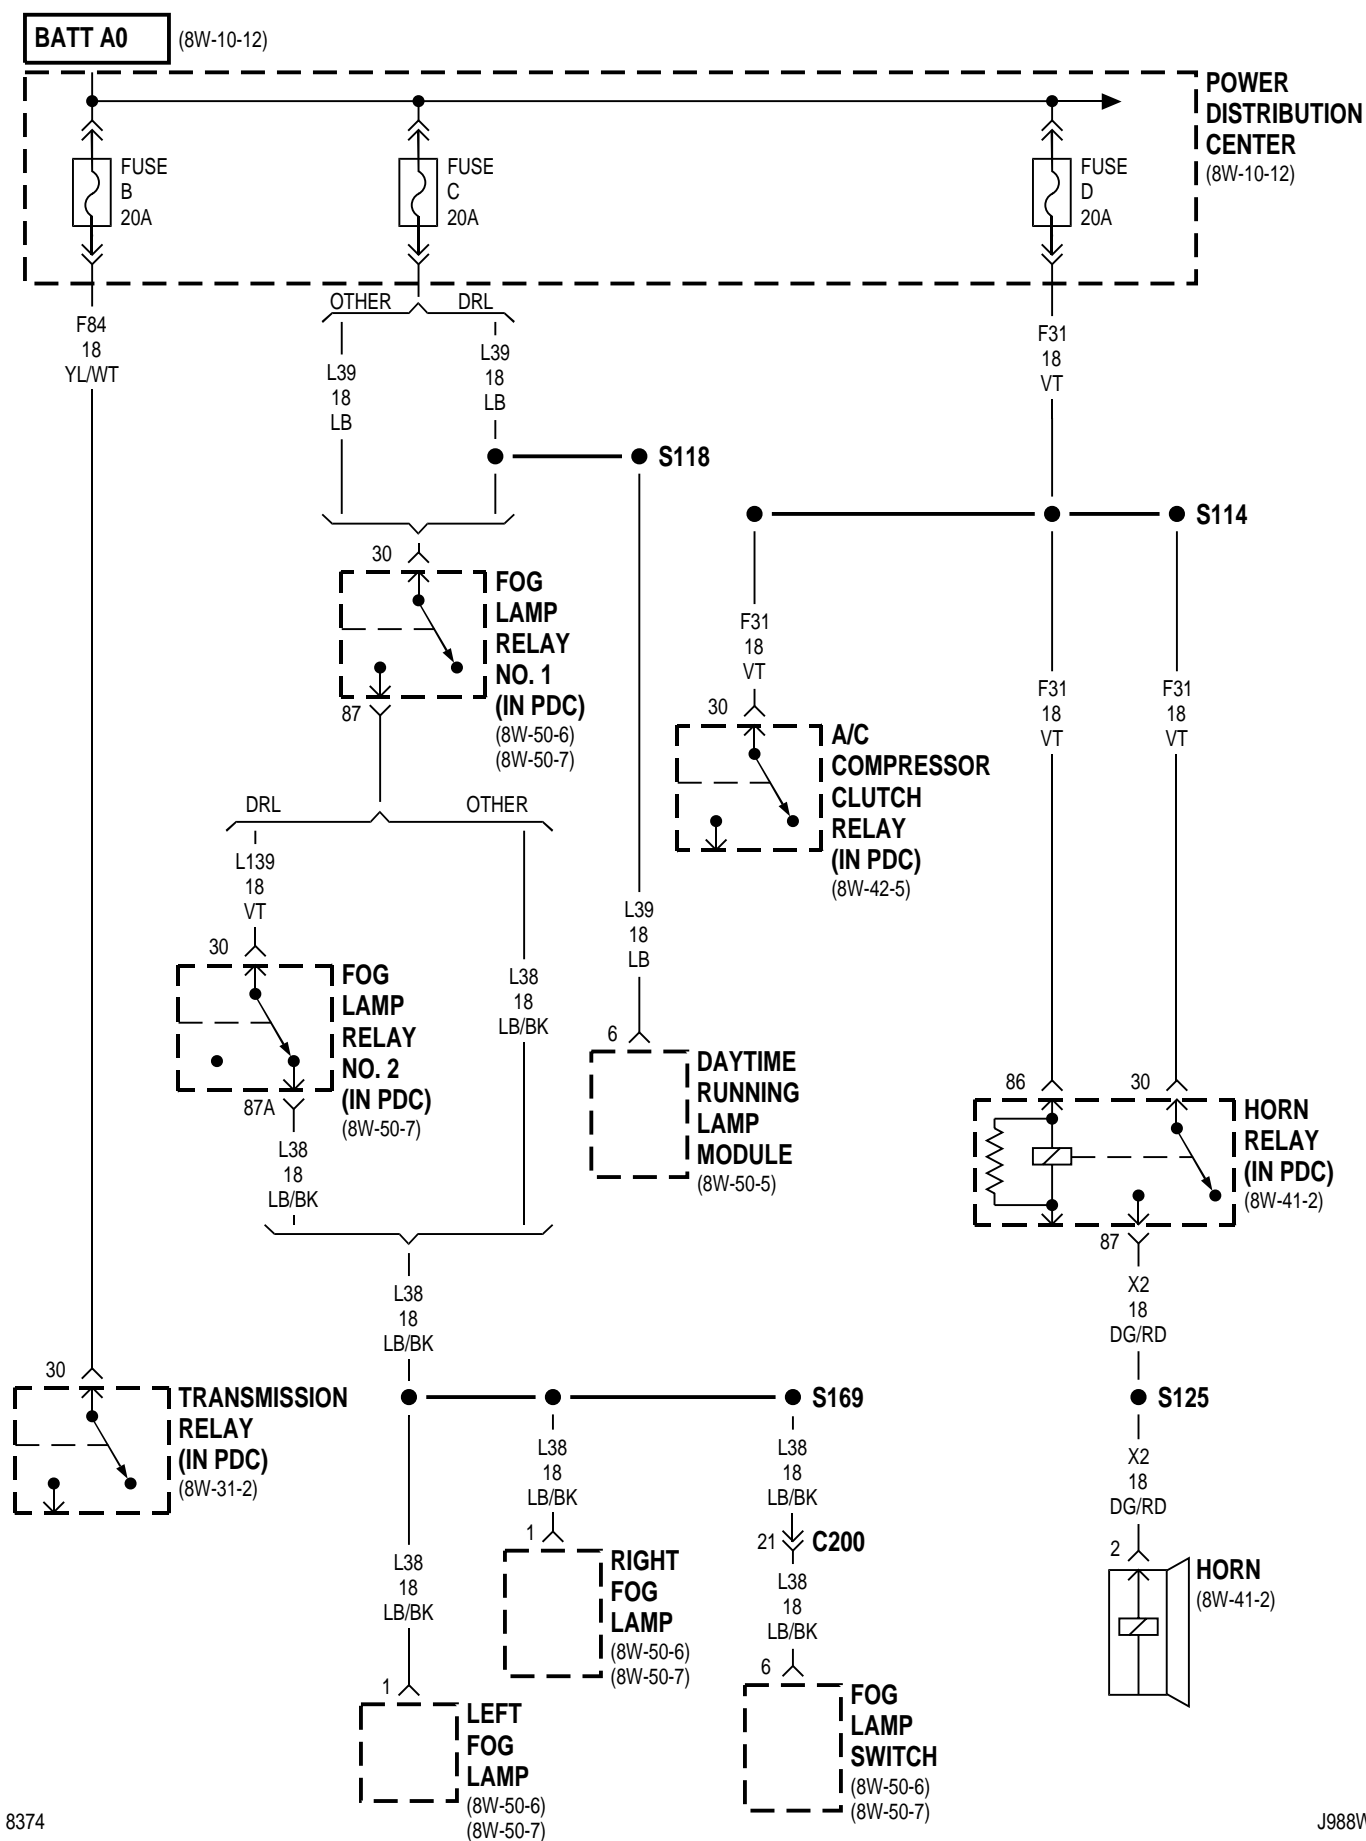 BATT A0
(8W-10-12)
POWER
DISTRIBUTION
CENTER
(8W-10-12)
FUSE
B
20A
FUSE
C
20A
FUSE
D
20A
F84
18
YL/WT
OTHER
DRL
L39
18
LB
L39
18
LB
F31
18
VT
S118
S114
30
FOG
LAMP
RELAY
NO. 1
(IN PDC)
(8W-50-6)
(8W-50-7)
87
F31
18
VT
30
A/C
COMPRESSOR
CLUTCH
RELAY
(IN PDC)
(8W-42-5)
F31
18
VT
F31
18
VT
DRL
OTHER
L139
18
VT
30
FOG
LAMP
RELAY
NO. 2
(IN PDC)
(8W-50-7)
87A
L38
18
LB/BK
L38
18
LB/BK
L39
18
LB
6
DAYTIME
RUNNING
LAMP
MODULE
(8W-50-5)
86
30
HORN
RELAY
(IN PDC)
(8W-41-2)
87
X2
18
DG/RD
L38
18
LB/BK
30
TRANSMISSION
RELAY
(IN PDC)
(8W-31-2)
S169
S125
L38
18
LB/BK
L38
18
LB/BK
X2
18
DG/RD
21
C200
L38
18
LB/BK
L38
18
LB/BK
1
RIGHT
FOG
LAMP
(8W-50-6)
(8W-50-7)
2
HORN
(8W-41-2)
1
LEFT
FOG
LAMP
(8W-50-6)
(8W-50-7)
6
FOG
LAMP
SWITCH
(8W-50-6)
(8W-50-7)
8374
J988W